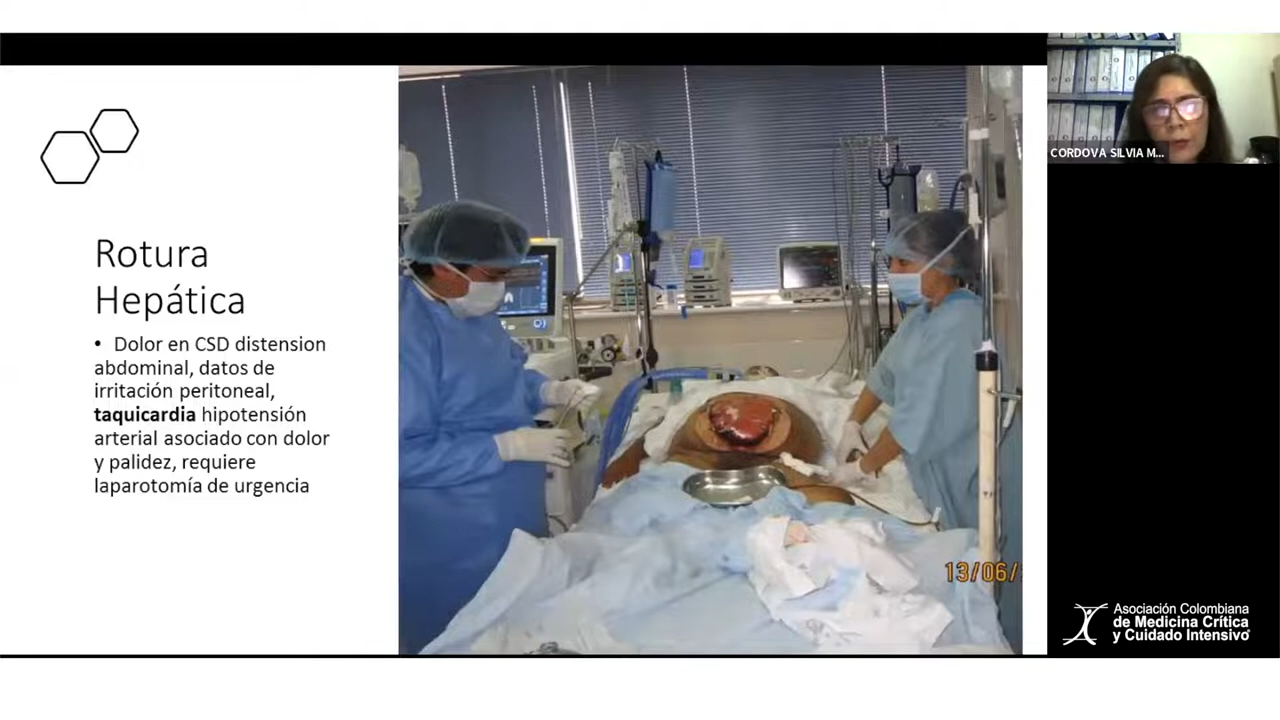 Rotura
Hepática
• Dolor en CSD distension
abdominal, datos de
irritación peritoneal,
taquicardia hipotensión
arterial asociado con dolor
y palidez, requiere
laparotomía de urgencia
13/06/
CORDOVA SILVIA M...
Asociación Colombiana
de Medicina Crítica
y Cuidado Intensivo